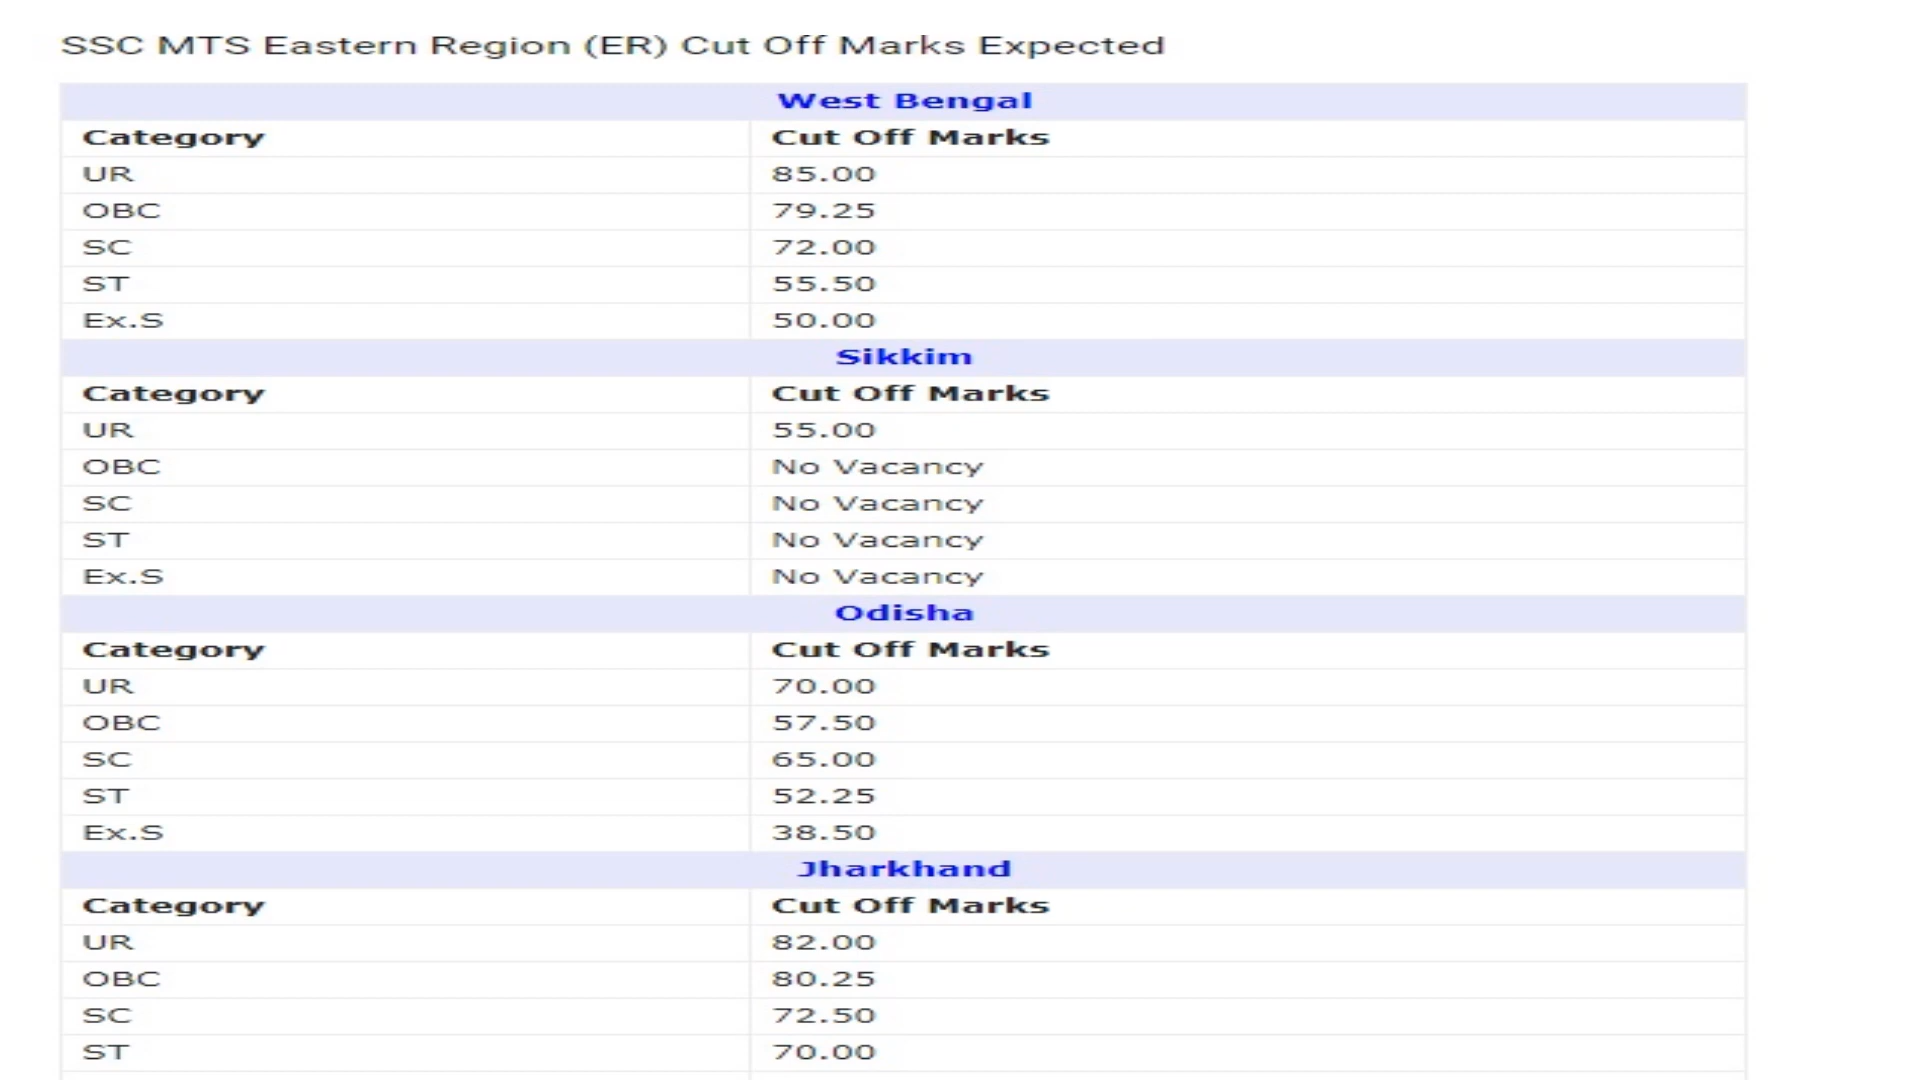 SSC MTS Eastern Region (ER) Cut Off Marks Expected
West Bengal
Category Cut Off Marks
UR 85.00
OBC 79.25
SC 72.00
ST 55.50
Ex.S 50.00
Sikkim
Category Cut Off Marks
UR 55.00
OBC No Vacancy
SC No Vacancy
ST No Vacancy
Ex.S No Vacancy
Odisha
Category Cut Off Marks
UR 70.00
OBC 57.50
SC 65.00
ST 52.25
Ex.S 38.50
Jharkhand
Category Cut Off Marks
UR 82.00
OBC 80.25
SC 72.50
ST 70.00